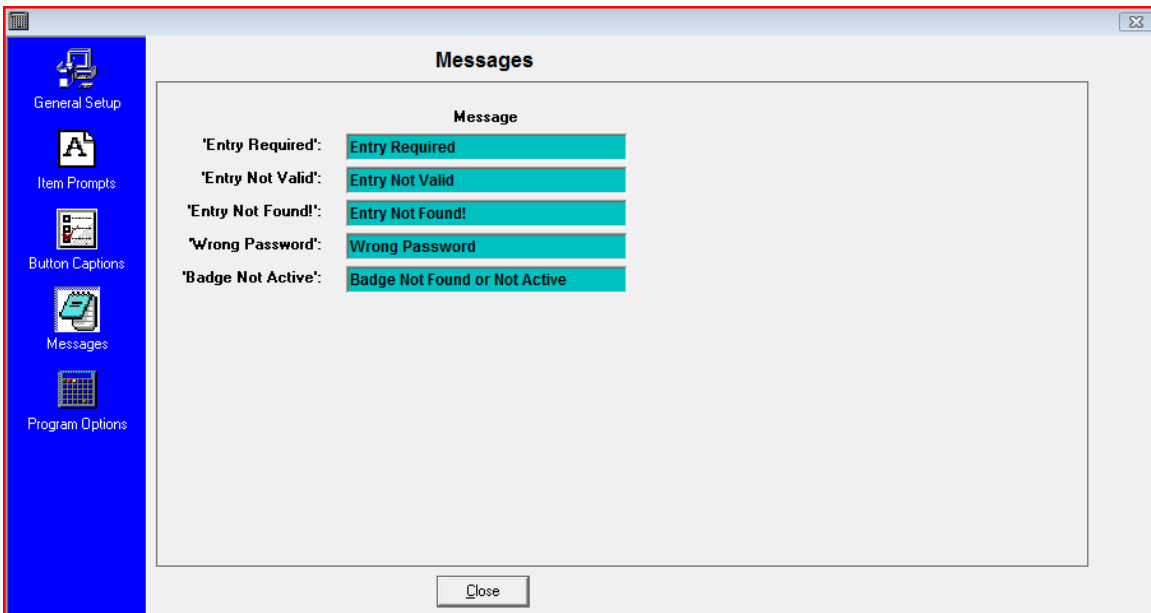 Messages
General Setup
Item Prompts
Button Captions
Messages
Program Options
Message
'Entry Required': Entry Required
'Entry Not Valid': Entry Not Valid
'Entry Not Found!': Entry Not Found!
'Wrong Password': Wrong Password
'Badge Not Active': Badge Not Found or Not Active
Close